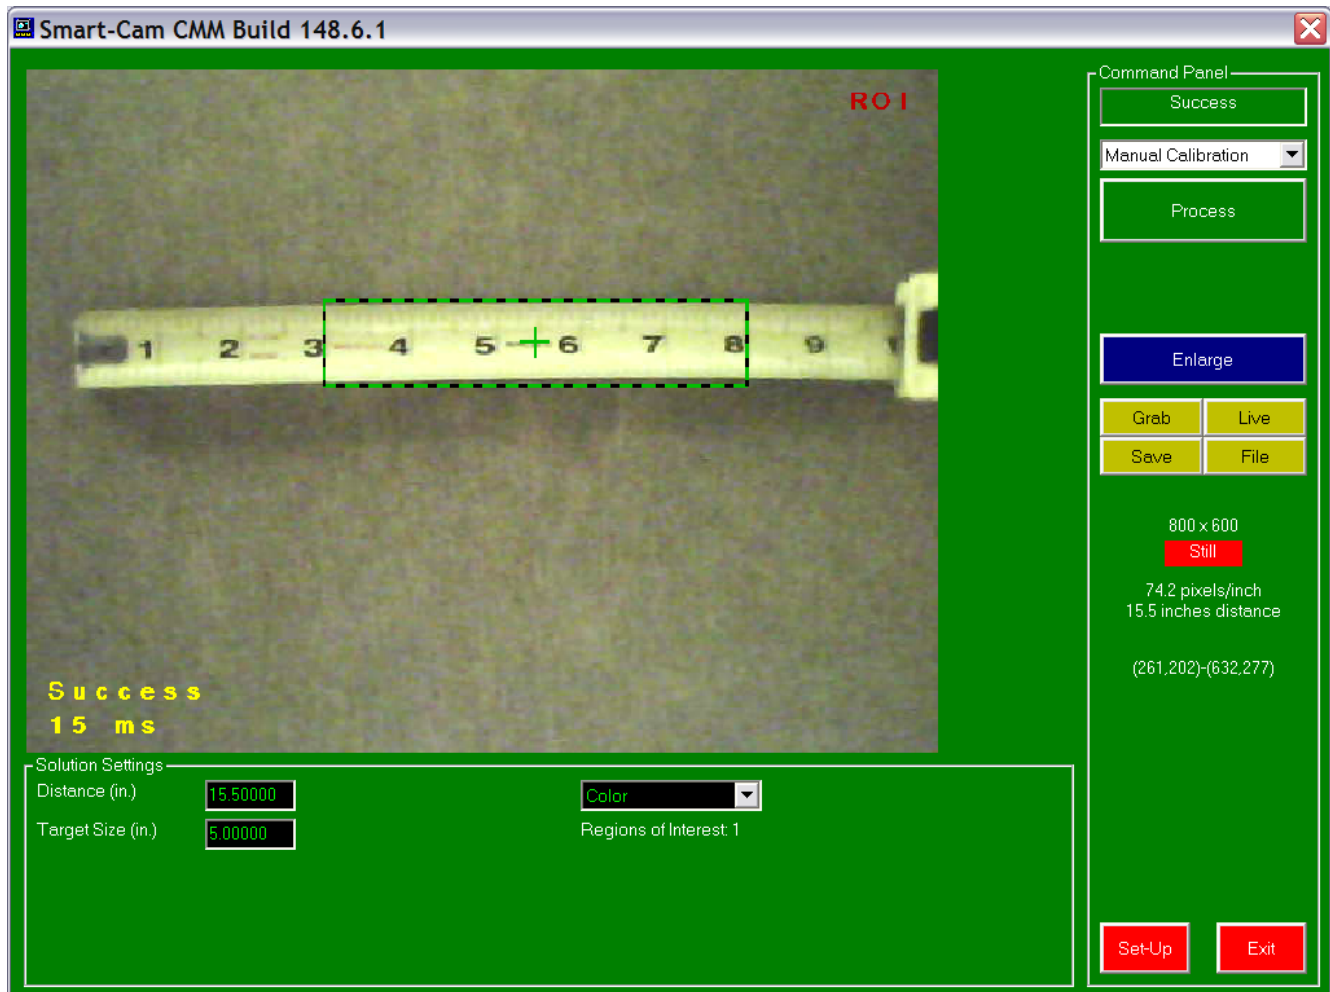 Smart-Cam CMM Build 148.6.1
ROI
1 2 3 4 5 6 7 8 9
Success
15 ms
Command Panel
Success
Manual Calibration
Process
Enlarge
Grab Live
Save File
800 x 600
Still
74.2 pixels/inch
15.5 inches distance
(261,202)-(632,277)
Solution Settings
Distance (in.) 15.50000 Color
Target Size (in.) 5.00000 Regions of Interest: 1
Set-Up Exit